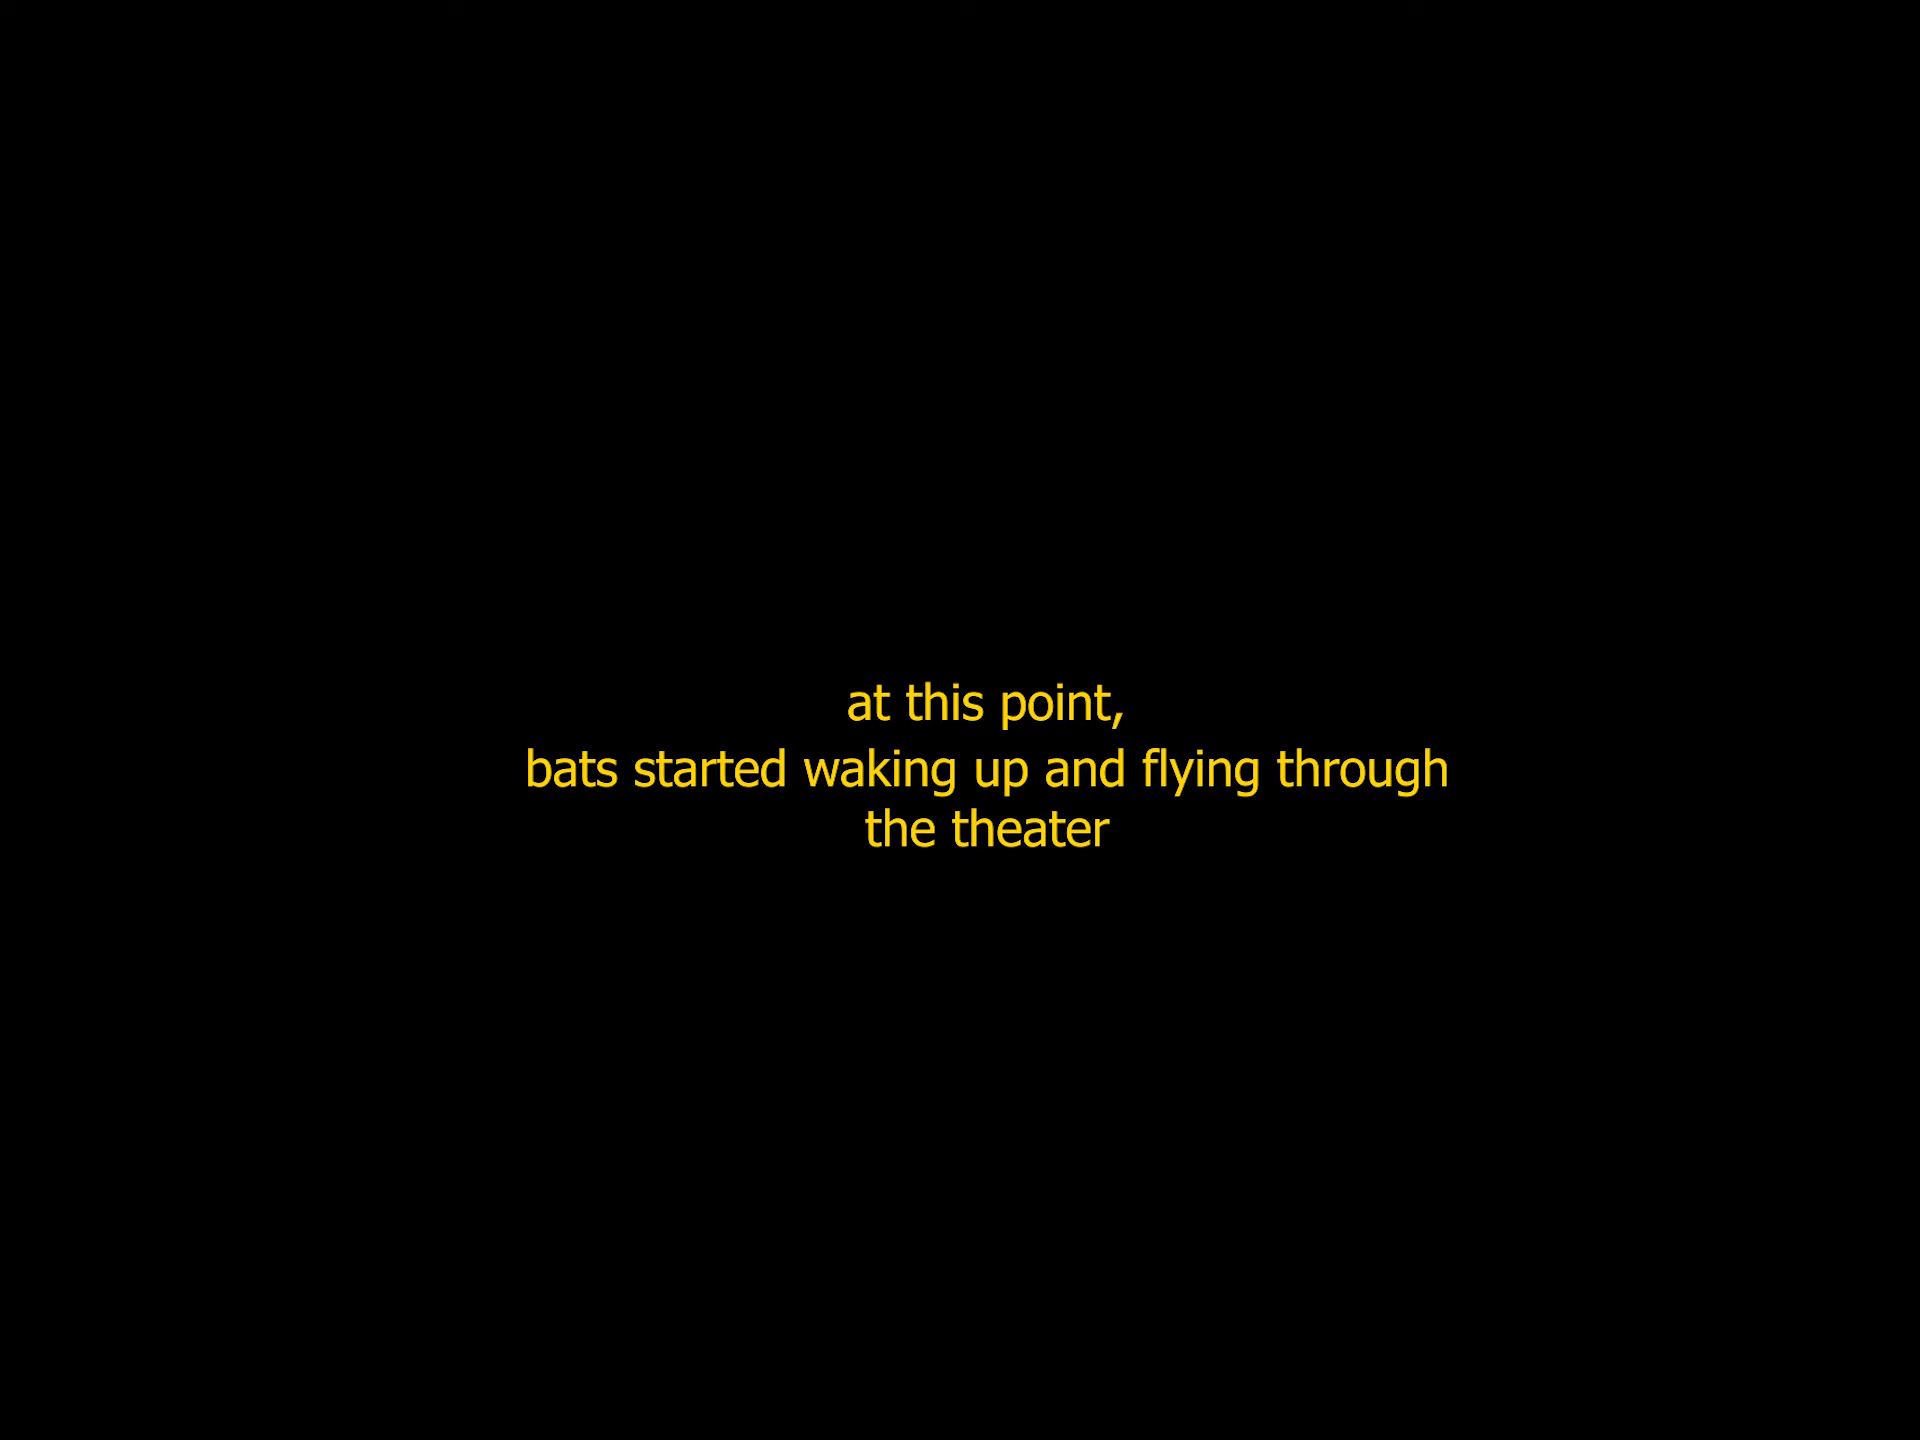 at this point,
bats started waking up and flying through
the theater